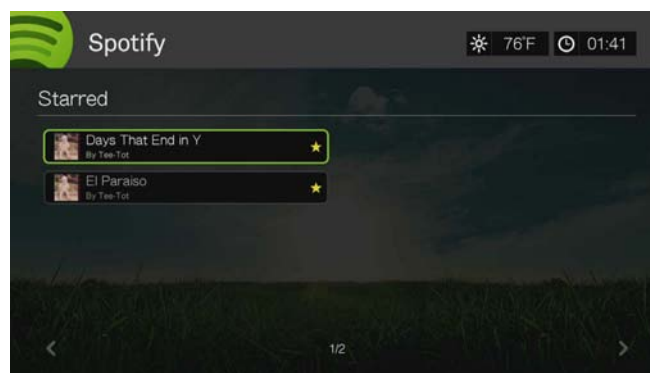 Spotify
76°F
01:41
Starred
Days That End in Y
By Tee-Tot
El Paraiso
By Tee-Tot
1/2